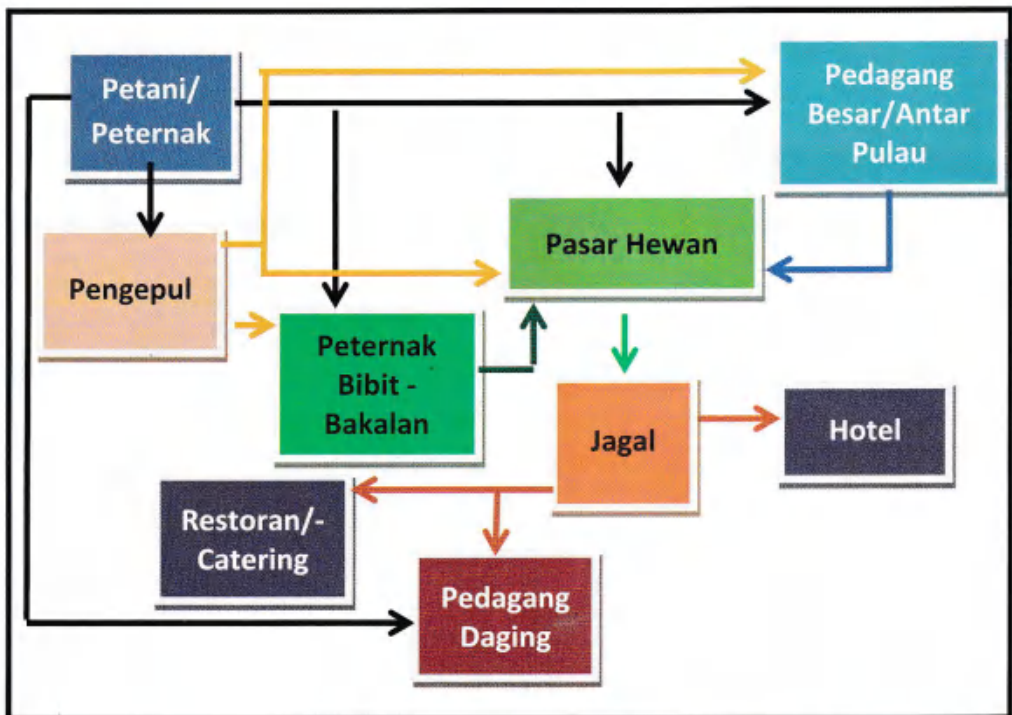 Petani/
Peternak
Pedagang
Besar/Antar
Pulau
Pasar Hewan
Pengepul
Peternak
Bibit -
Bakalan
Jagal
Hotel
Restoran/-
Catering
Pedagang
Daging